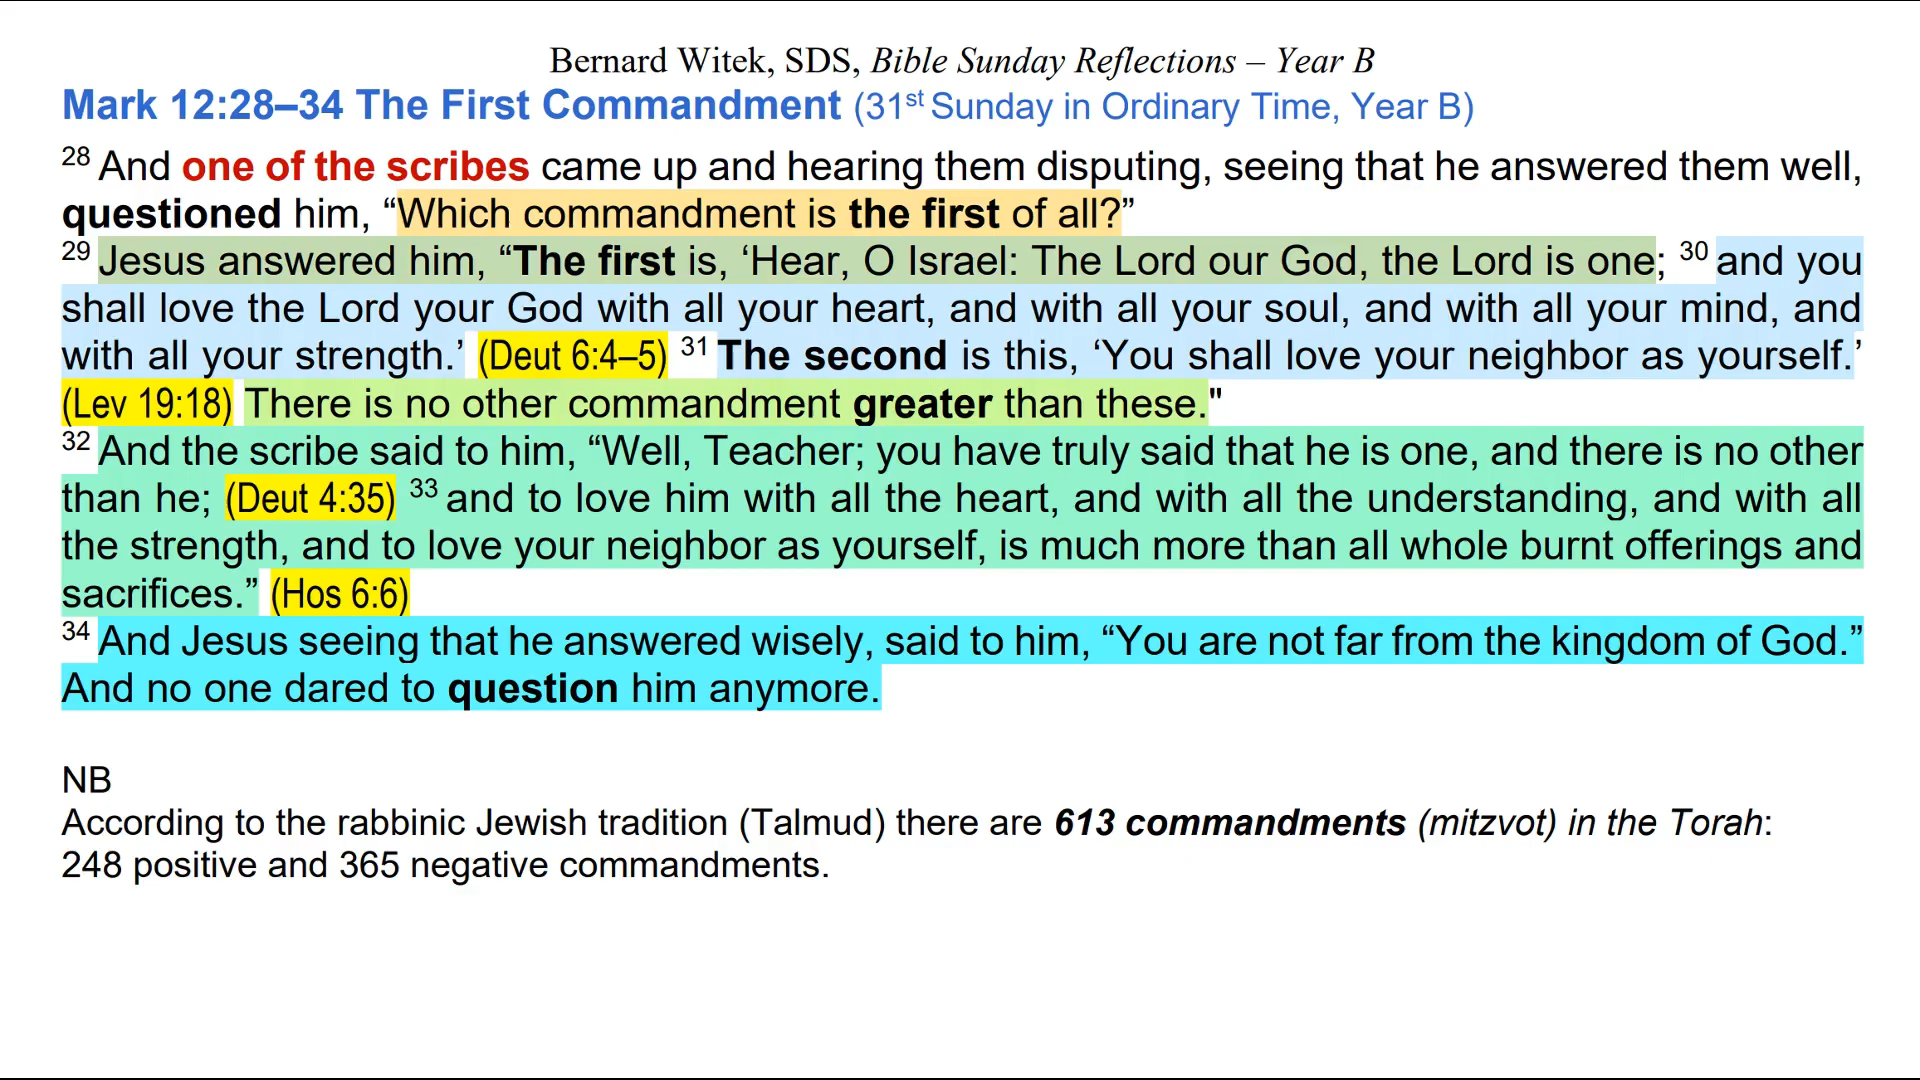 Bernard Witek, SDS, Bible Sunday Reflections – Year B
Mark 12:28–34 The First Commandment (31st Sunday in Ordinary Time, Year B)
28 And one of the scribes came up and hearing them disputing, seeing that he answered them well,
questioned him, “Which commandment is the first of all?”
29 Jesus answered him, “The first is, ‘Hear, O Israel: The Lord our God, the Lord is one; 30 and you
shall love the Lord your God with all your heart, and with all your soul, and with all your mind, and
with all your strength.’ (Deut 6:4–5) 31 The second is this, ‘You shall love your neighbor as yourself.’
(Lev 19:18) There is no other commandment greater than these."
32 And the scribe said to him, “Well, Teacher; you have truly said that he is one, and there is no other
than he; (Deut 4:35) 33 and to love him with all the heart, and with all the understanding, and with all
the strength, and to love your neighbor as yourself, is much more than all whole burnt offerings and
sacrifices.” (Hos 6:6)
34 And Jesus seeing that he answered wisely, said to him, “You are not far from the kingdom of God.”
And no one dared to question him anymore.
NB
According to the rabbinic Jewish tradition (Talmud) there are 613 commandments (mitzvot) in the Torah:
248 positive and 365 negative commandments.